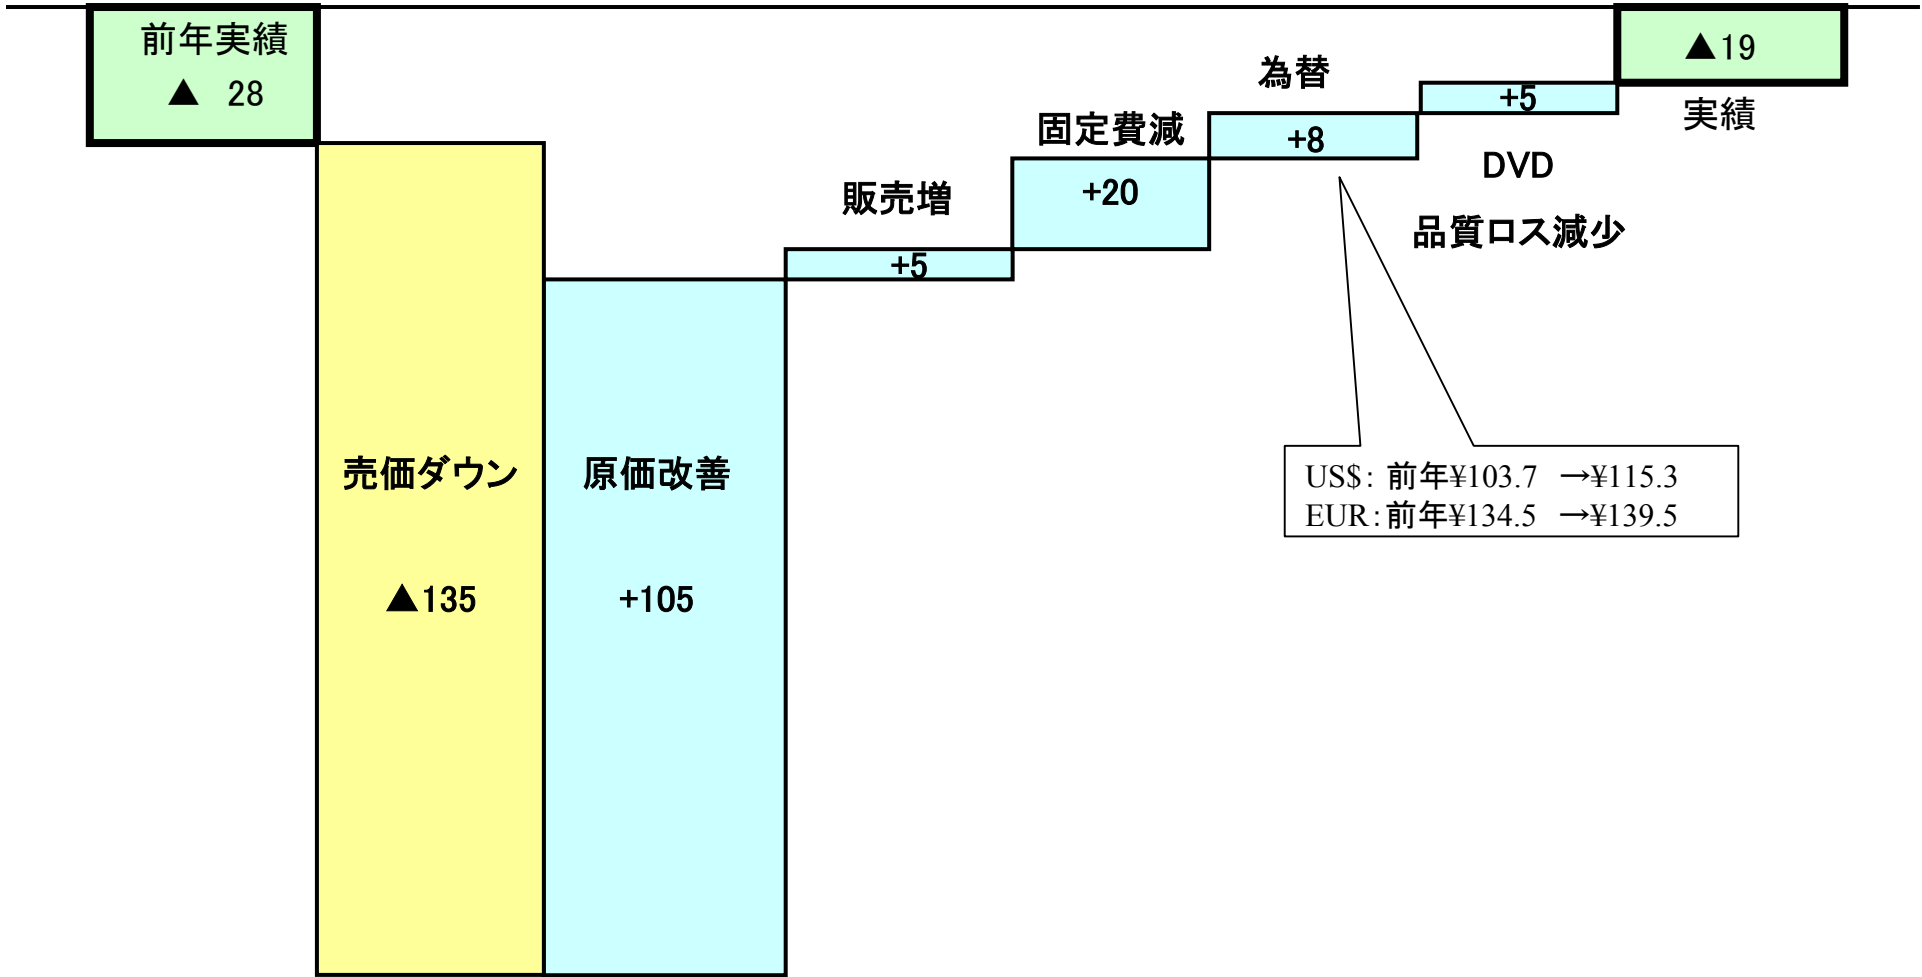 前年実績
▲ 28
売価ダウン
▲135
原価改善
+105
販売増
+5
固定費減
+20
為替
+8
+5
DVD
品質ロス減少
▲19
実績
US$: 前年¥103.7 →¥115.3
EUR:前年¥134.5 →¥139.5